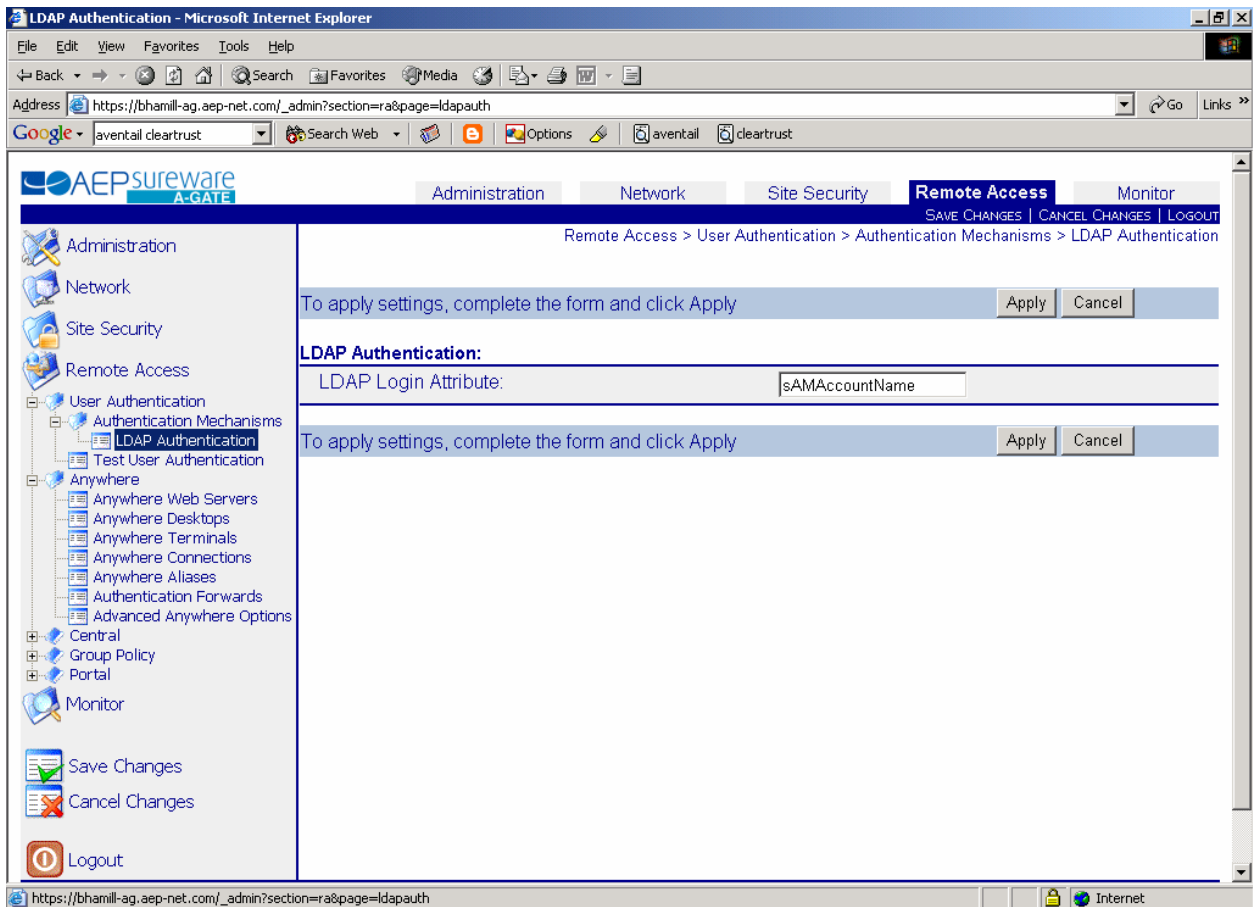 LDAP Authentication - Microsoft Internet Explorer
File Edit View Favorites Tools Help
Back Search Favorites Media
Address https://bhamill-ag.aep-net.com/_admin?section=ra&page=ldapauth Go Links »
Google aventail cleartrust Search Web Options aventail cleartrust
AEPsureware
A-GATE
Administration Network Site Security Remote Access Monitor
SAVE CHANGES | CANCEL CHANGES | LOGOUT
Remote Access > User Authentication > Authentication Mechanisms > LDAP Authentication
Administration
Network
Site Security
Remote Access
User Authentication
Authentication Mechanisms
LDAP Authentication
Test User Authentication
Anywhere
Anywhere Web Servers
Anywhere Desktops
Anywhere Terminals
Anywhere Connections
Anywhere Aliases
Authentication Forwards
Advanced Anywhere Options
Central
Group Policy
Portal
Monitor
Save Changes
Cancel Changes
Logout
To apply settings, complete the form and click Apply Apply Cancel
LDAP Authentication:
LDAP Login Attribute: sAMAccountName
To apply settings, complete the form and click Apply Apply Cancel
https://bhamill-ag.aep-net.com/_admin?section=ra&page=ldapauth Internet